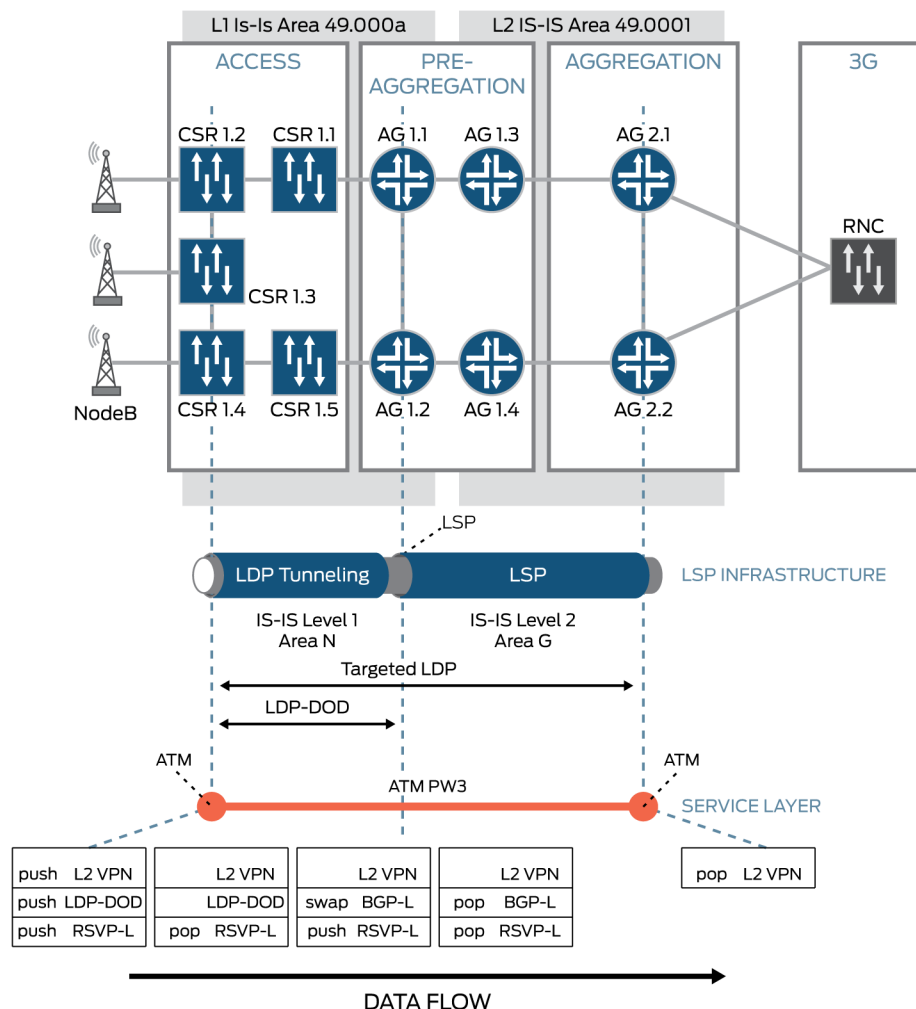 L1 Is-Is Area 49.000a
L2 IS-IS Area 49.0001
ACCESS
PRE-
AGGREGATION
AGGREGATION
3G
CSR 1.2
CSR 1.1
AG 1.1
AG 1.3
AG 2.1
RNC
CSR 1.3
NodeB
CSR 1.4
CSR 1.5
AG 1.2
AG 1.4
AG 2.2
LSP
LDP Tunneling
LSP
LSP INFRASTRUCTURE
IS-IS Level 1
Area N
IS-IS Level 2
Area G
Targeted LDP
LDP-DOD
ATM
ATM PW3
ATM
SERVICE LAYER
push L2 VPN
push LDP-DOD
push RSVP-L
L2 VPN
LDP-DOD
pop RSVP-L
L2 VPN
swap BGP-L
push RSVP-L
L2 VPN
pop BGP-L
pop RSVP-L
pop L2 VPN
DATA FLOW